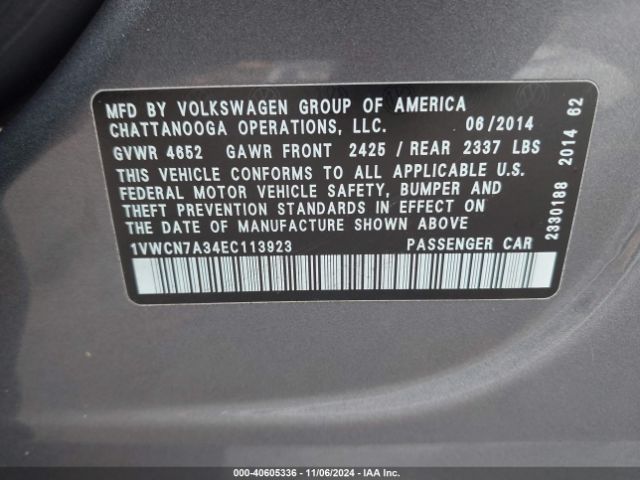 MFD BY VOLKSWAGEN GROUP OF AMERICA
CHATTANOOGA OPERATIONS, LLC. 06/2014
GVWR 4652 GAWR FRONT 2425 / REAR 2337 LBS
THIS VEHICLE CONFORMS TO ALL APPLICABLE U.S.
FEDERAL MOTOR VEHICLE SAFETY, BUMPER AND
THEFT PREVENTION STANDARDS IN EFFECT ON
THE DATE OF MANUFACTURE SHOWN ABOVE
1VWCN7A34EC113923 PASSENGER CAR
2330188 2014 62
000-40605336 - 11/06/2024 - IAA Inc.